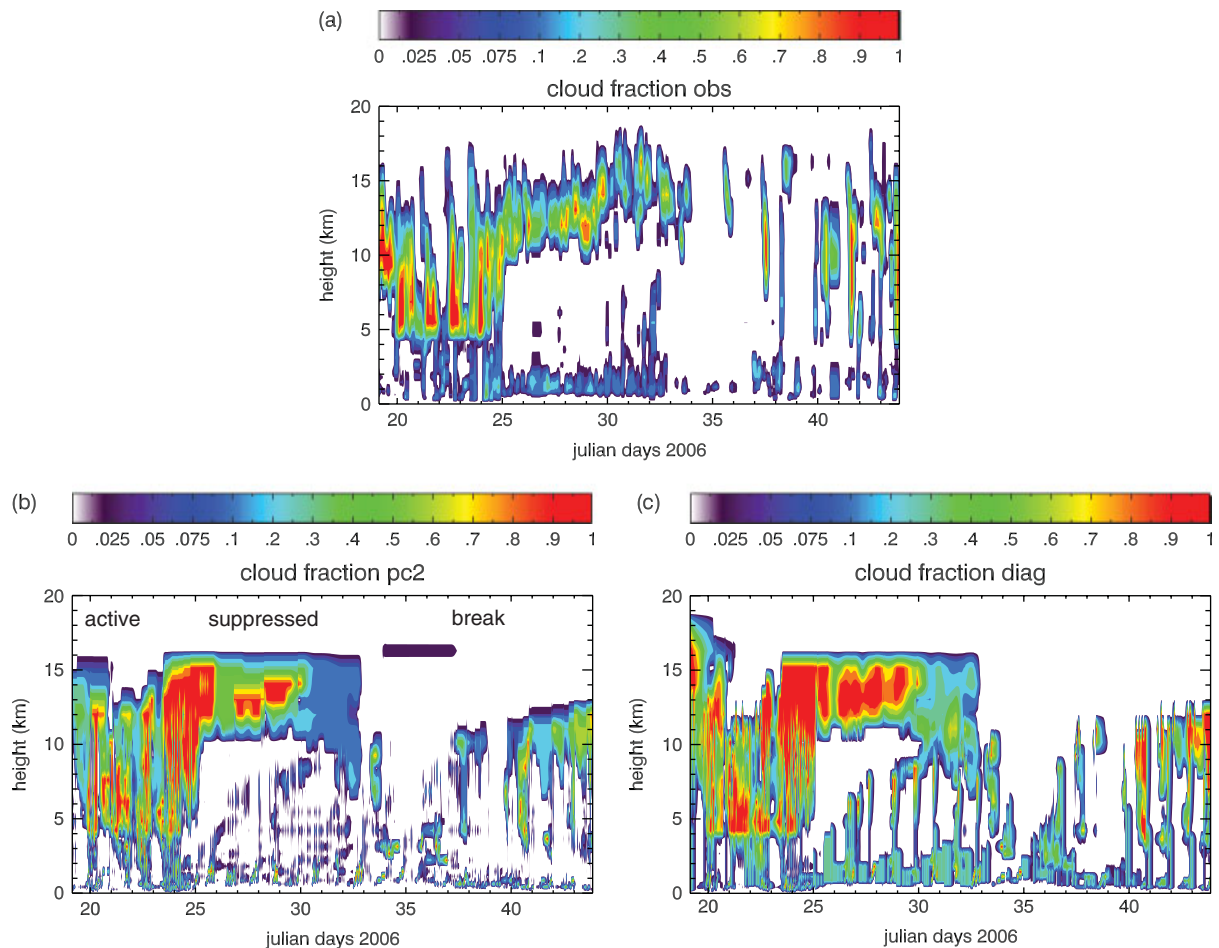 (a)
0 .025 .05 .075 .1 .2 .3 .4 .5 .6 .7 .8 .9 1
cloud fraction obs
20
15
10
5
0
height (km)
20 25 30 35 40
julian days 2006
(b)
0 .025 .05 .075 .1 .2 .3 .4 .5 .6 .7 .8 .9 1
cloud fraction pc2
active suppressed break
20
15
10
5
0
height (km)
20 25 30 35 40
julian days 2006
(c)
0 .025 .05 .075 .1 .2 .3 .4 .5 .6 .7 .8 .9 1
cloud fraction diag
20
15
10
5
0
height (km)
20 25 30 35 40
julian days 2006